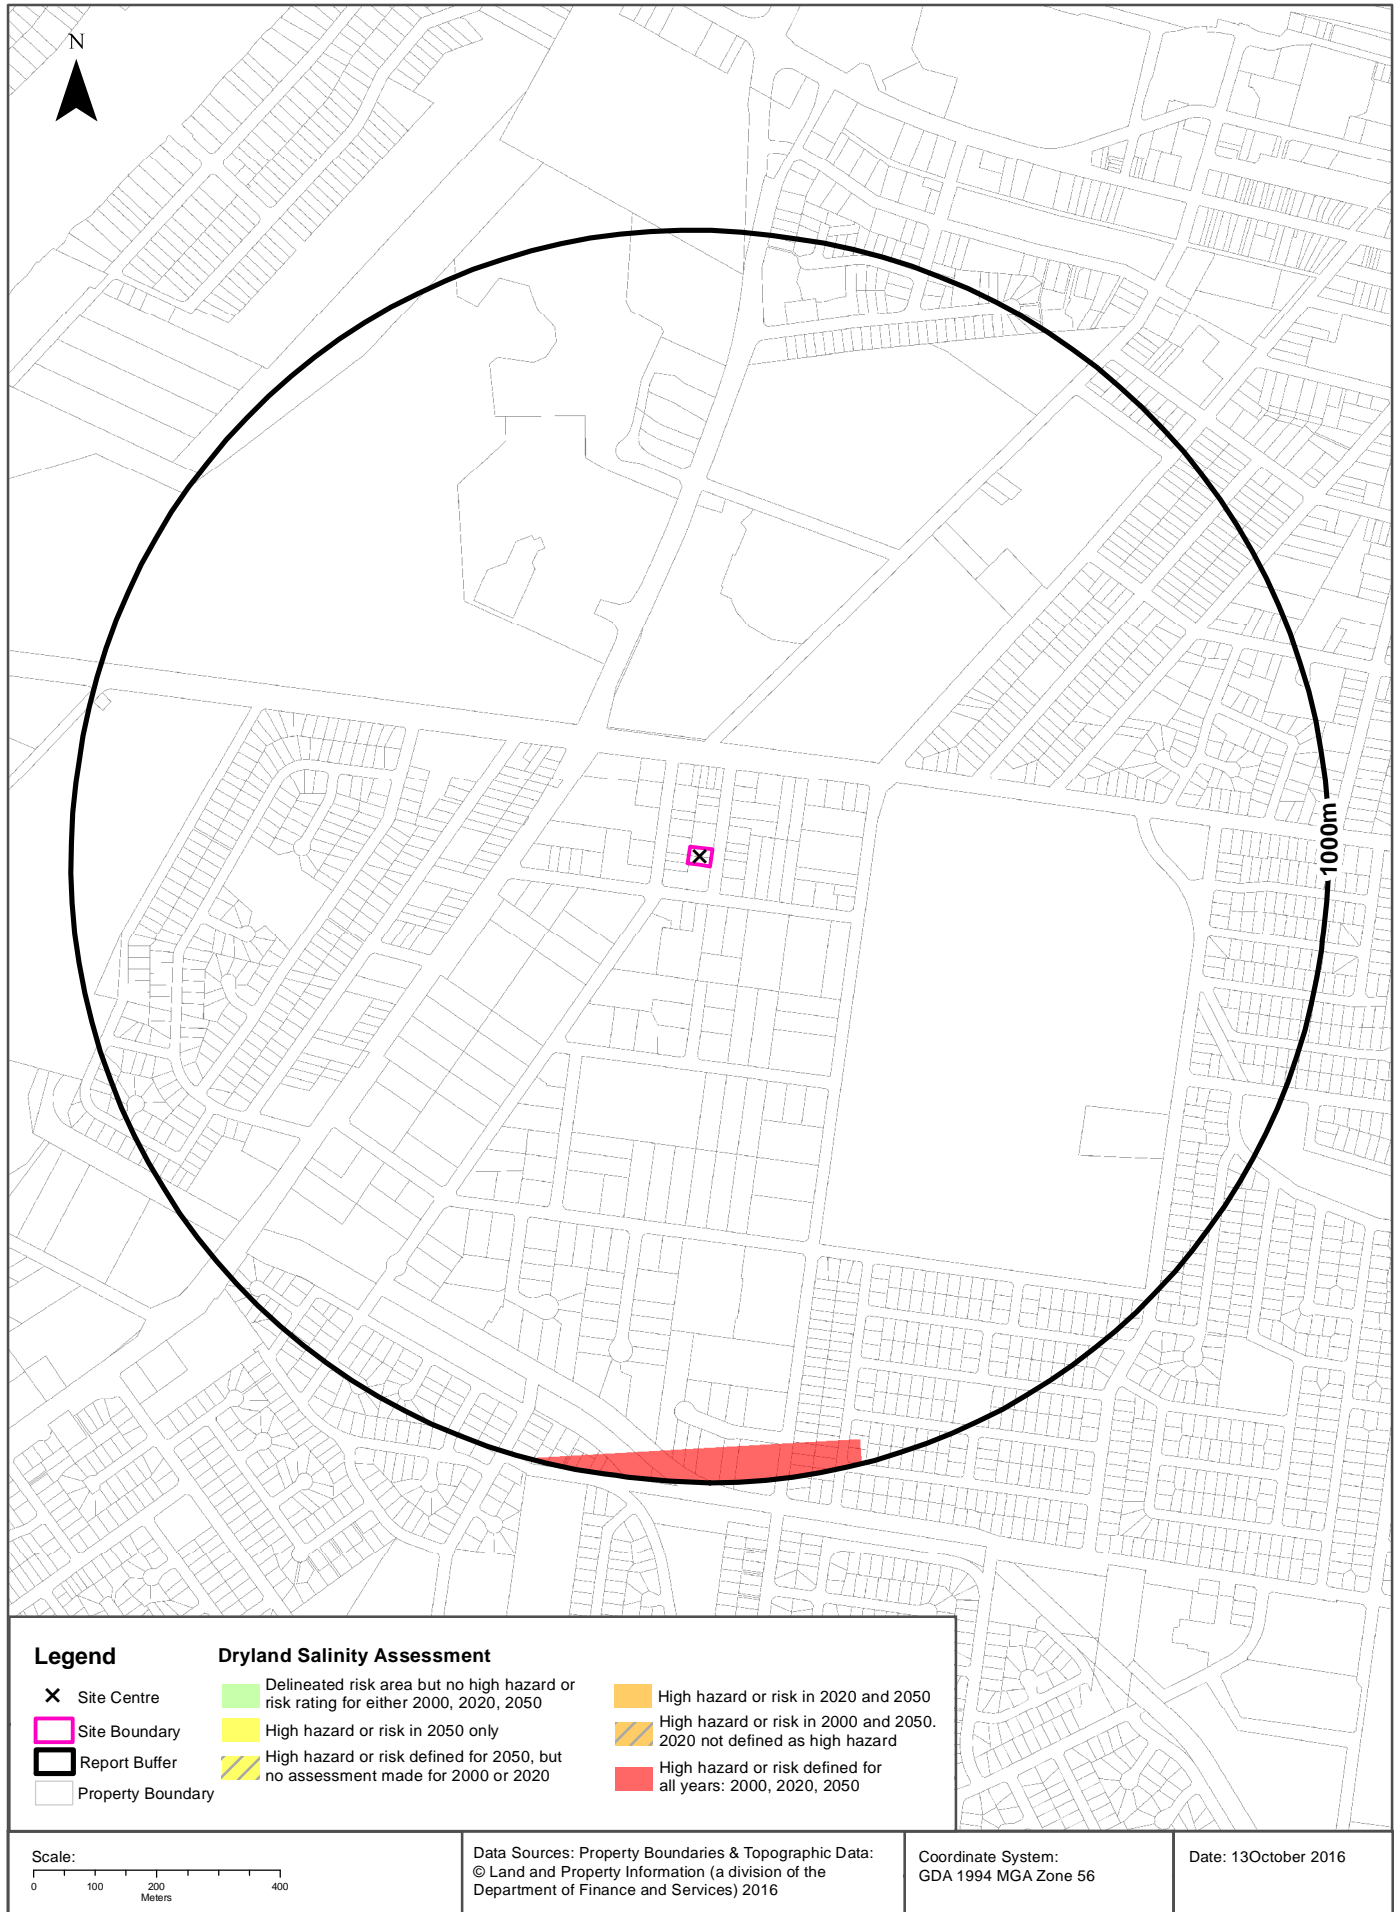 N
1000m
Legend
Site Centre
Site Boundary
Report Buffer
Property Boundary
Dryland Salinity Assessment
Delineated risk area but no high hazard or
risk rating for either 2000, 2020, 2050
High hazard or risk in 2050 only
High hazard or risk defined for 2050, but
no assessment made for 2000 or 2020
High hazard or risk in 2020 and 2050
High hazard or risk in 2000 and 2050.
2020 not defined as high hazard
High hazard or risk defined for
all years: 2000, 2020, 2050
Scale:
0 100 200 400
Meters
Data Sources: Property Boundaries & Topographic Data:
© Land and Property Information (a division of the
Department of Finance and Services) 2016
Coordinate System:
GDA 1994 MGA Zone 56
Date: 13October 2016